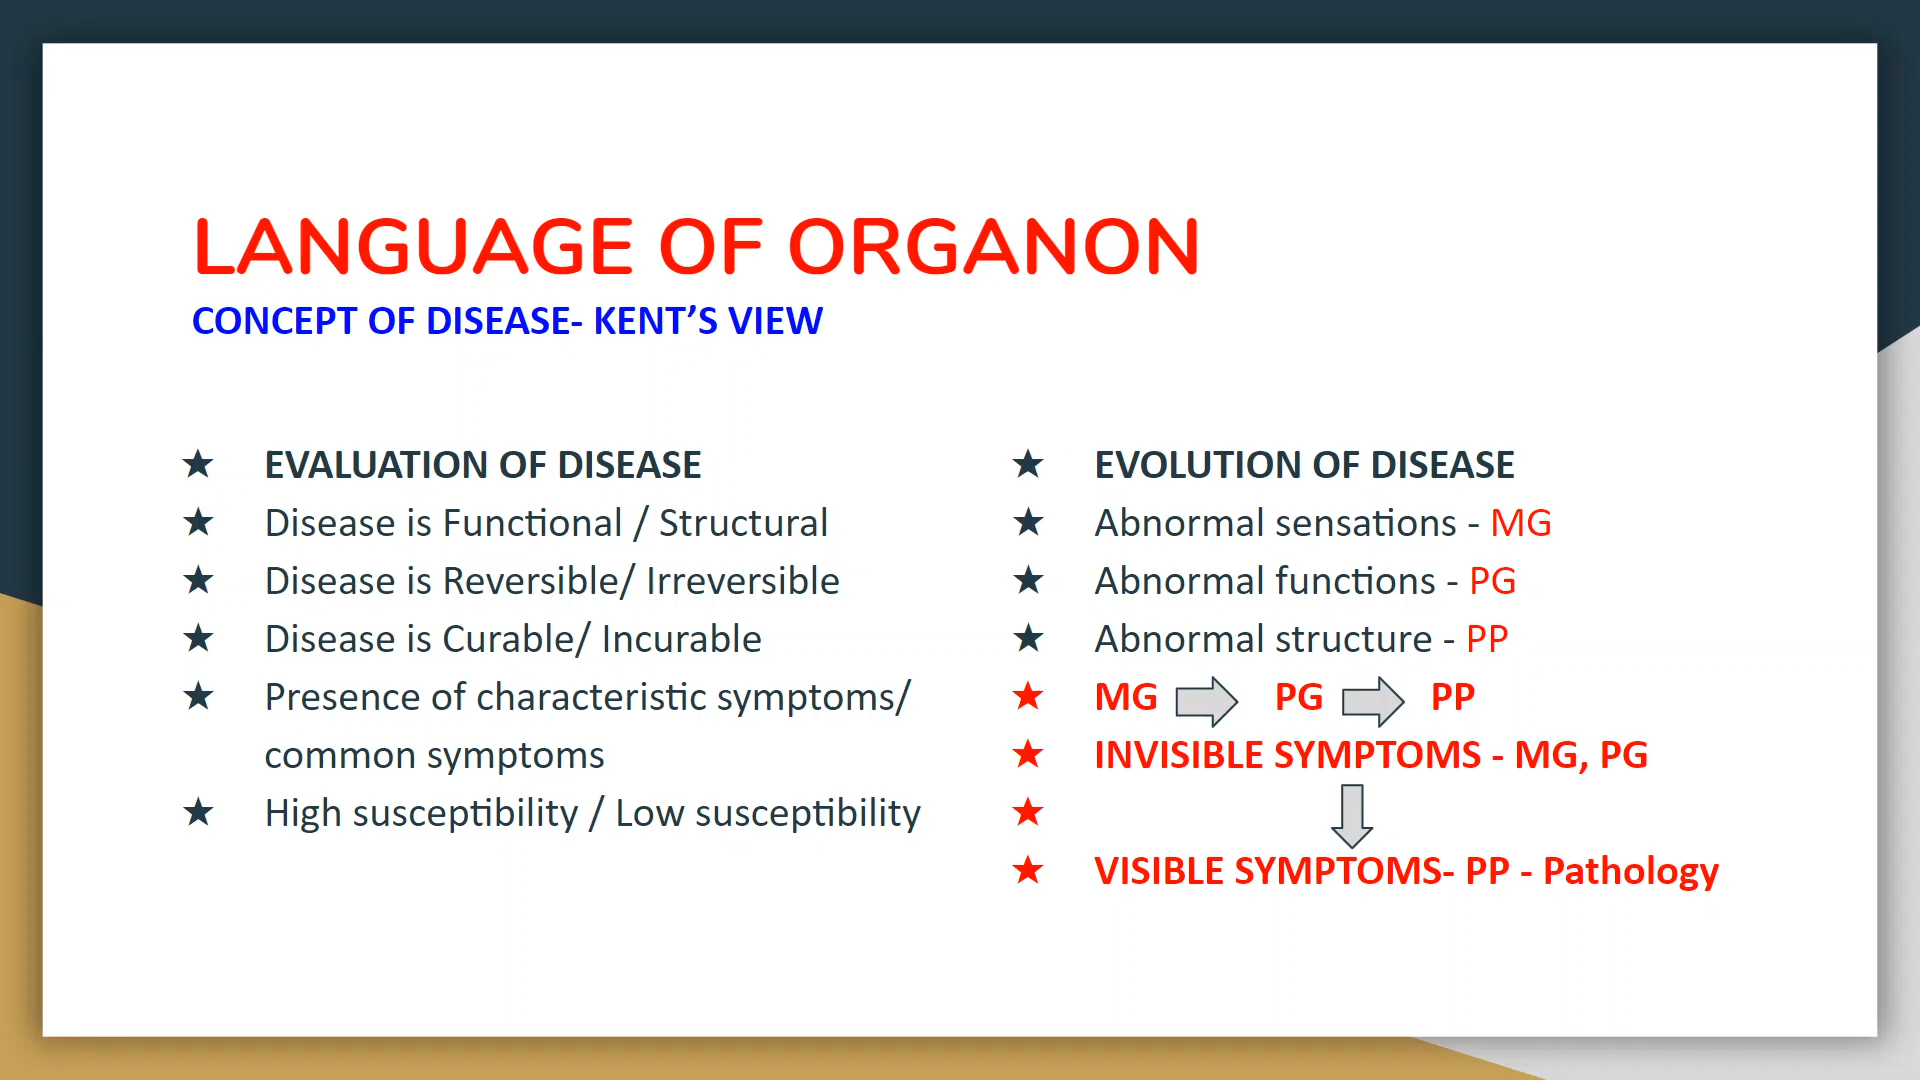 LANGUAGE OF ORGANON
CONCEPT OF DISEASE- KENT’S VIEW
★ EVALUATION OF DISEASE
★ Disease is Functional / Structural
★ Disease is Reversible/ Irreversible
★ Disease is Curable/ Incurable
★ Presence of characteristic symptoms/
common symptoms
★ High susceptibility / Low susceptibility
★ EVOLUTION OF DISEASE
★ Abnormal sensations - MG
★ Abnormal functions - PG
★ Abnormal structure - PP
★ MG PG PP
★ INVISIBLE SYMPTOMS - MG, PG
★
★ VISIBLE SYMPTOMS- PP - Pathology